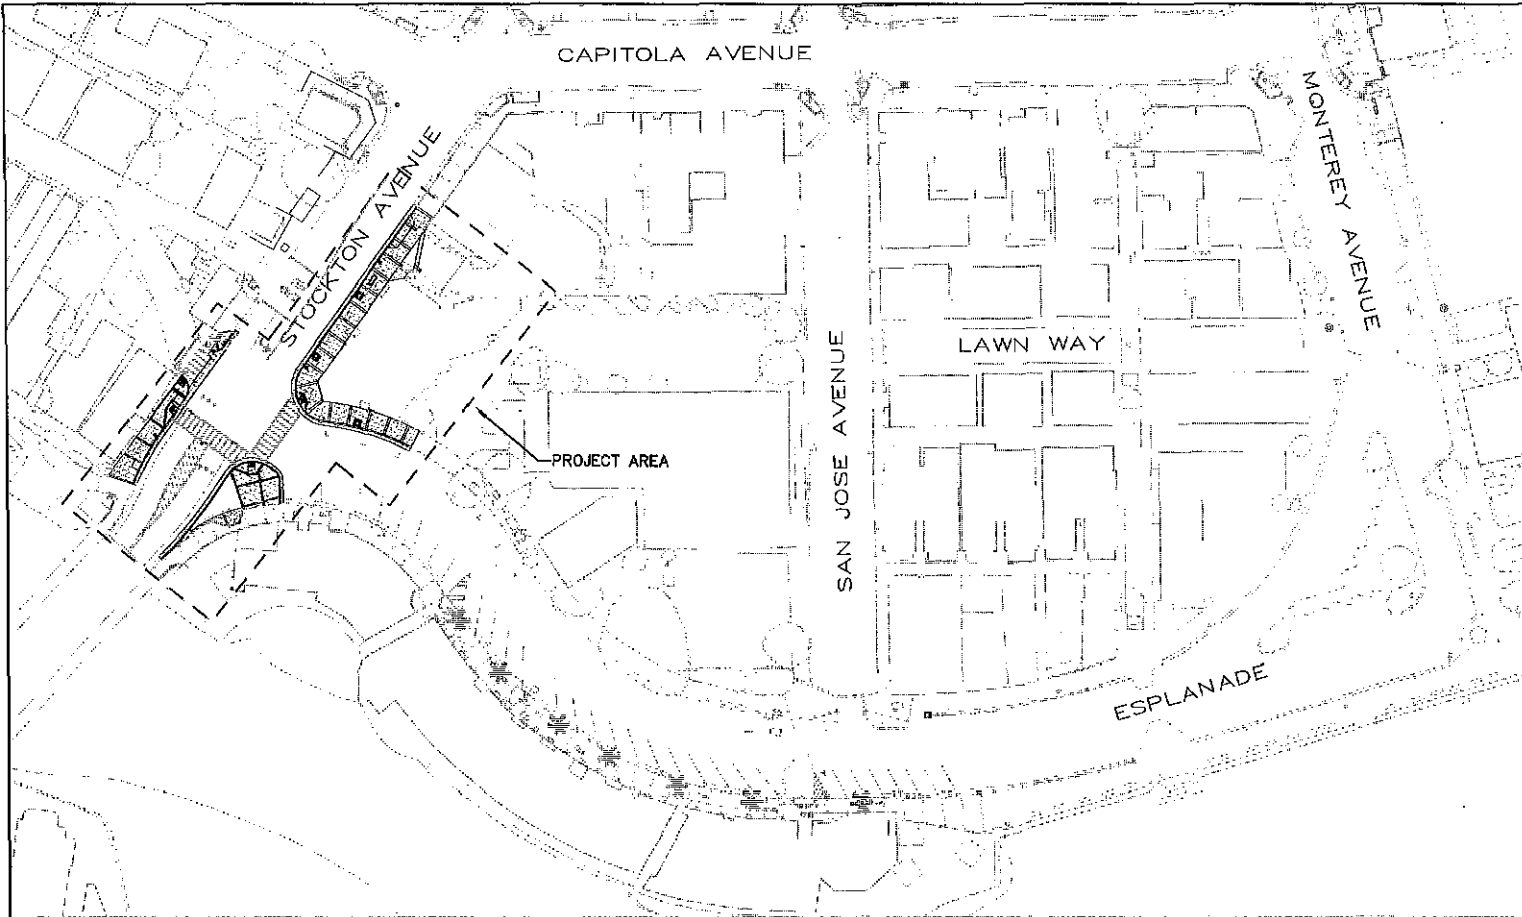 CAPITOLA AVENUE
MONTEREY AVENUE
STOCKTON AVENUE
LAWN WAY
SAN JOSE AVENUE
PROJECT AREA
ESPLANADE